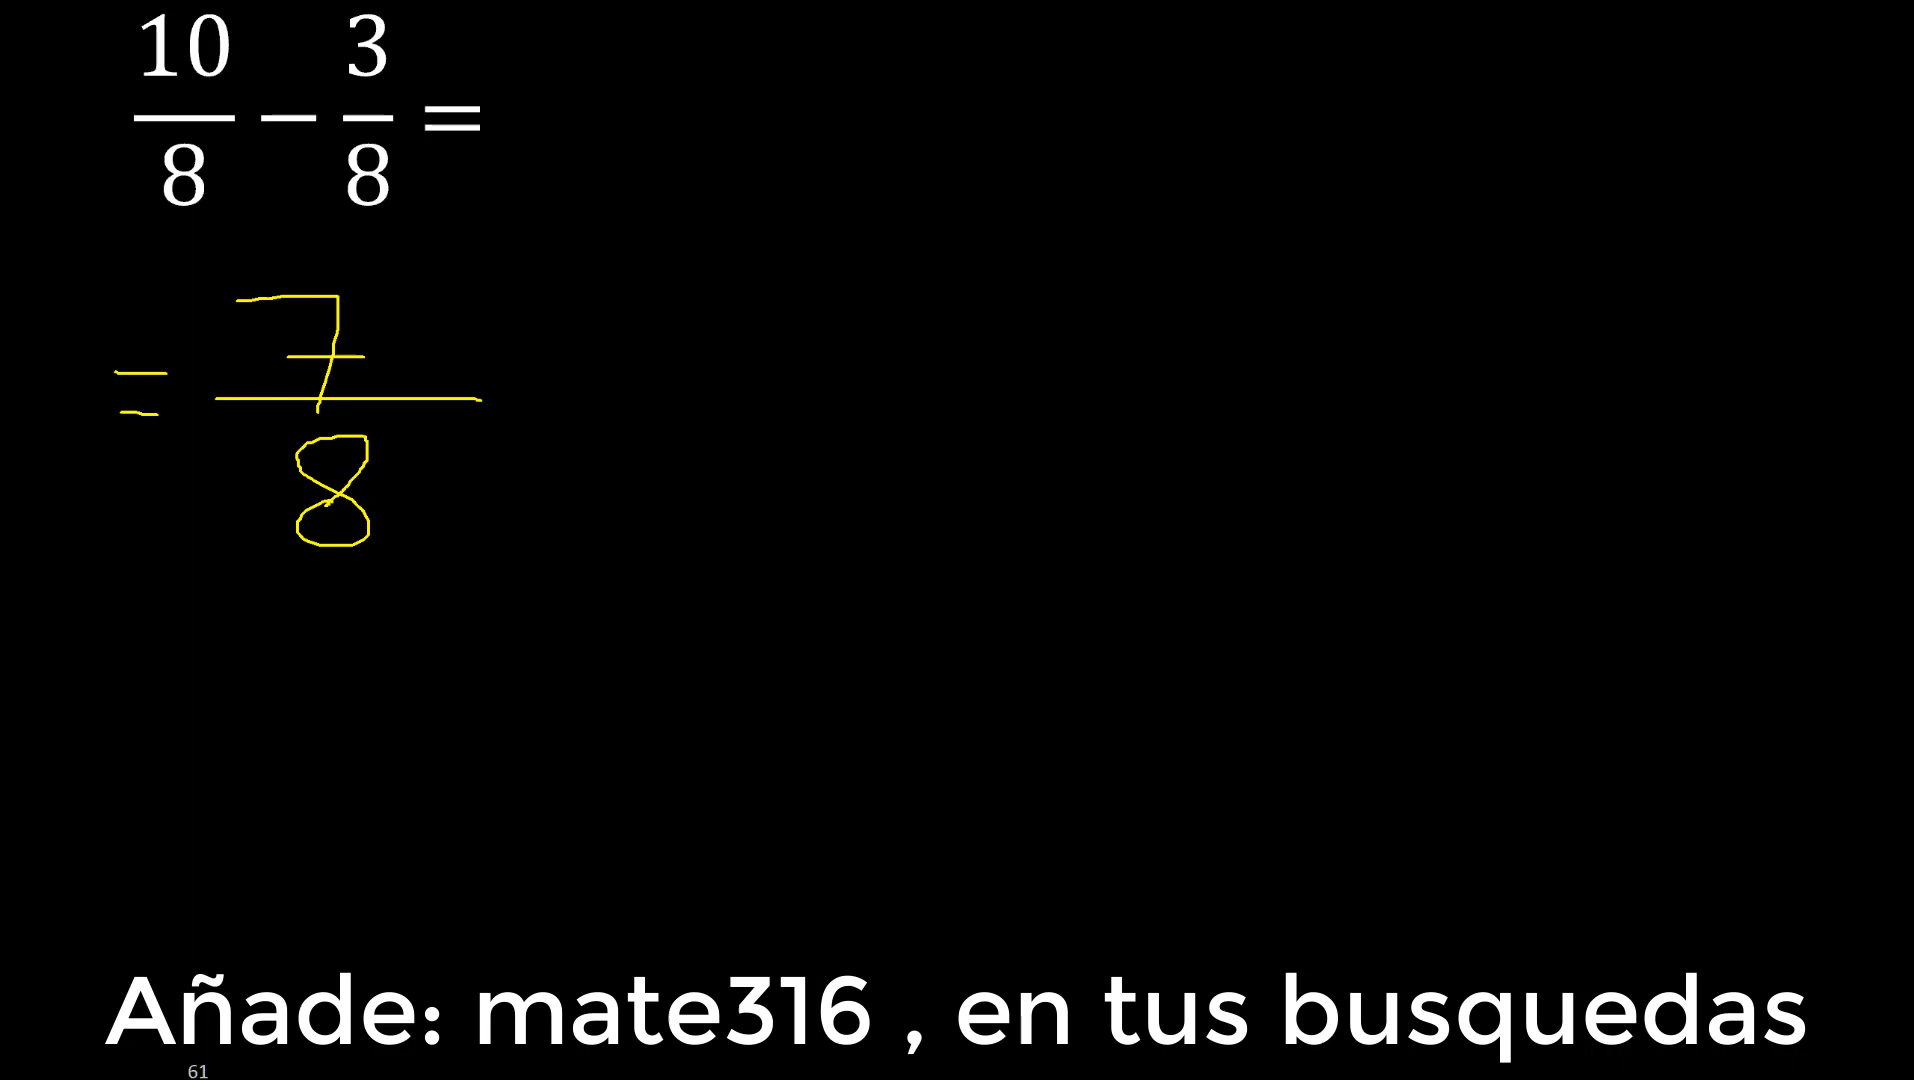 10/8 − 3/8 =
= 7/8
Añade: mate316 , en tus busquedas
61